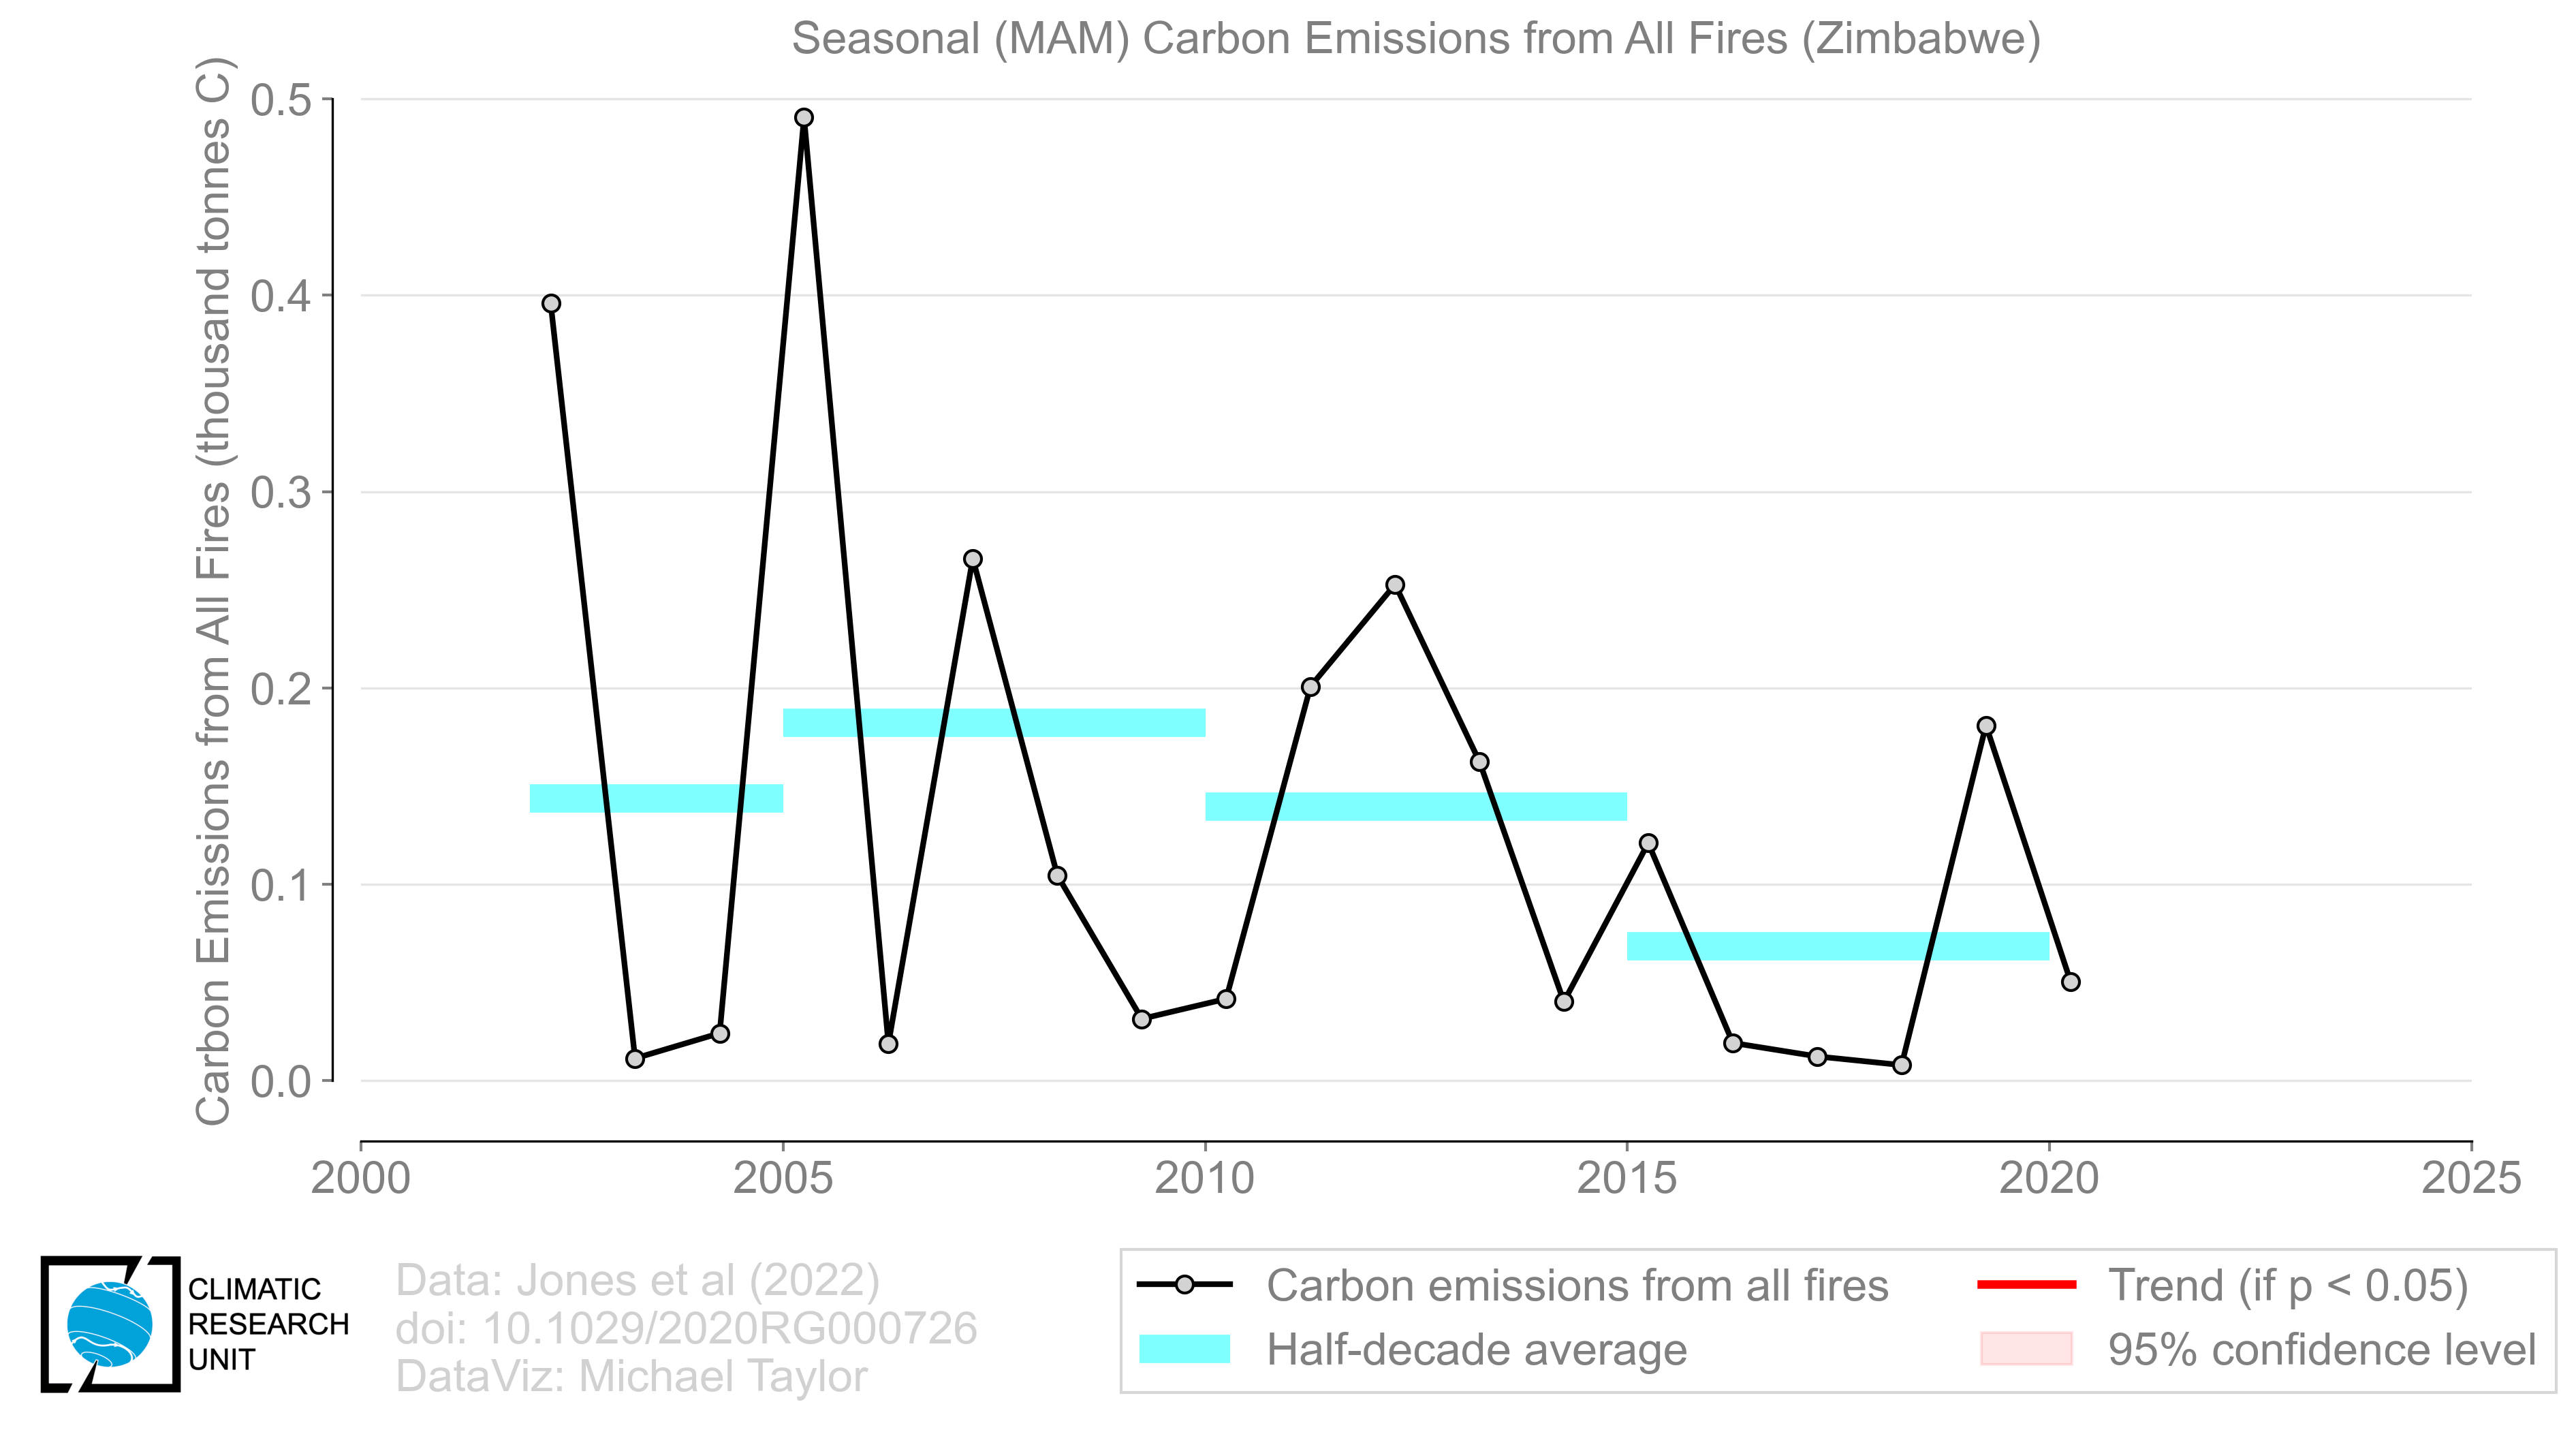 Seasonal (MAM) Carbon Emissions from All Fires (Zimbabwe)
Carbon Emissions from All Fires (thousand tonnes C)
0.5
0.4
0.3
0.2
0.1
0.0
2000
2005
2010
2015
2020
2025
CLIMATIC
RESEARCH
UNIT
Data: Jones et al (2022)
doi: 10.1029/2020RG000726
DataViz: Michael Taylor
Carbon emissions from all fires
Half-decade average
Trend (if p < 0.05)
95% confidence level